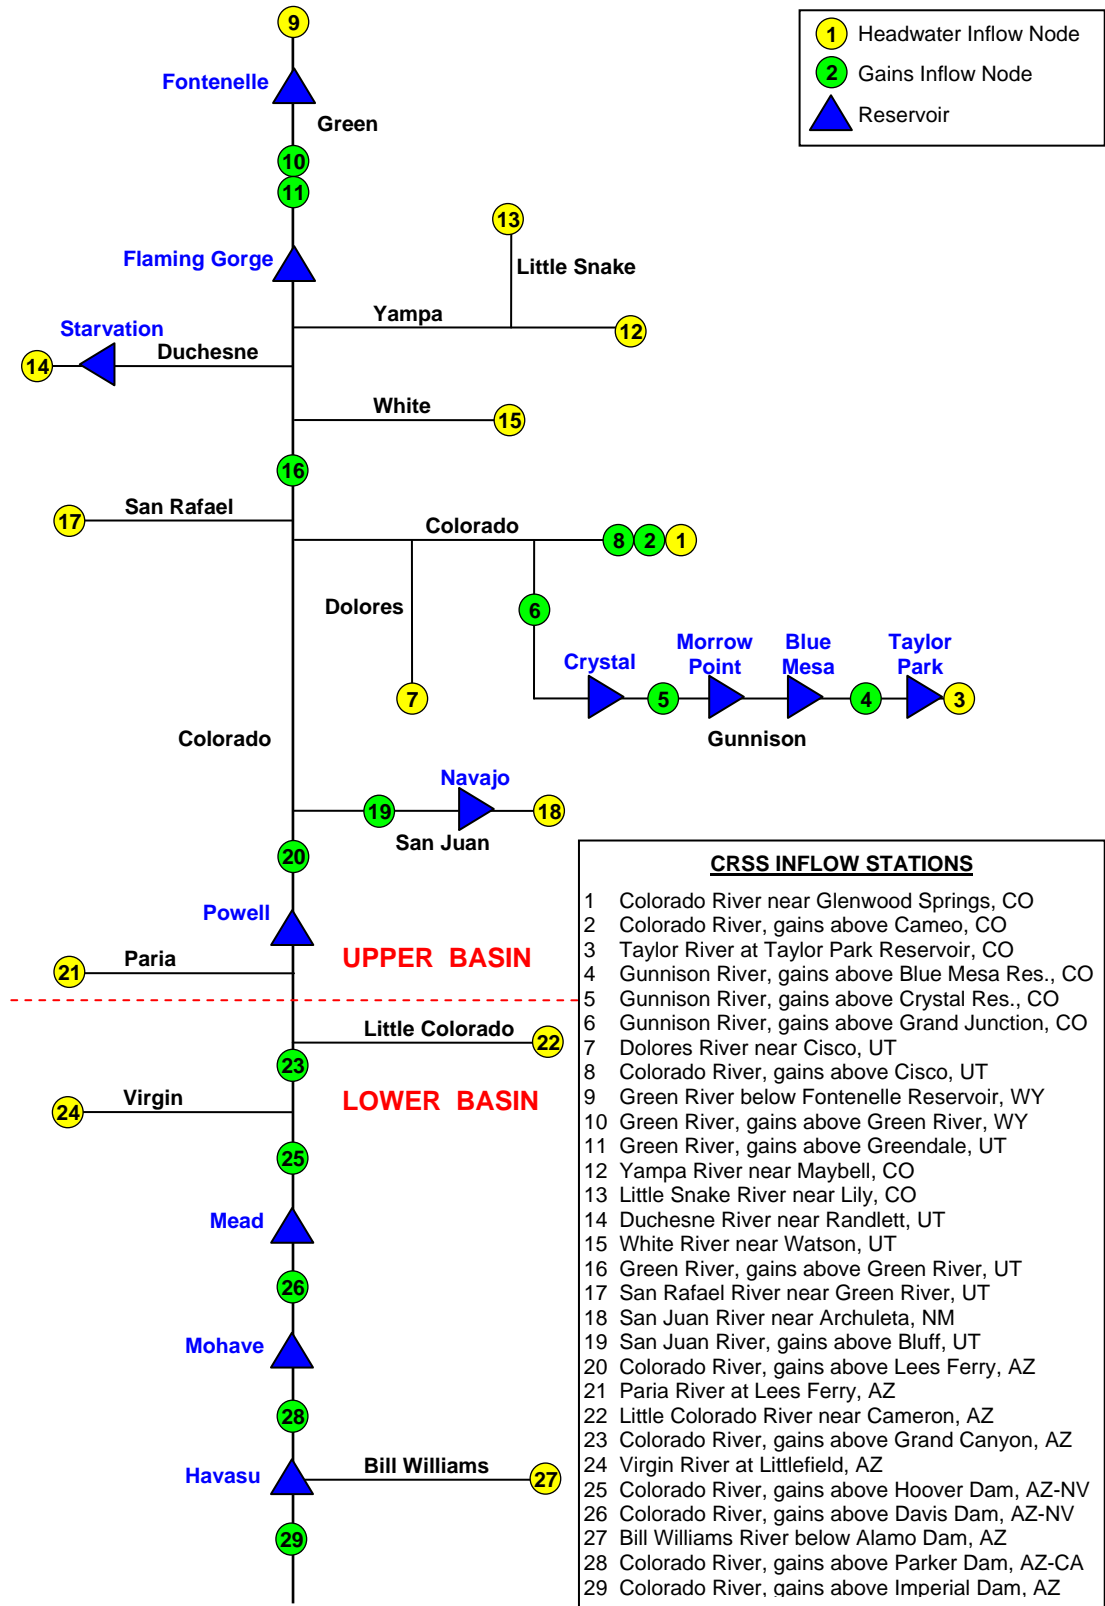 9
1 Headwater Inflow Node
2 Gains Inflow Node
Reservoir
Fontenelle
Green
10
11
13
Flaming Gorge
Little Snake
Yampa
12
Starvation
Duchesne
14
White
15
16
San Rafael
17
Colorado
8 2 1
Dolores
6
Crystal
Morrow
Point
Blue
Mesa
Taylor
Park
7
5
4
3
Gunnison
Colorado
Navajo
19
18
San Juan
20
Powell
Paria
21
UPPER BASIN
Little Colorado
22
23
LOWER BASIN
Virgin
24
25
Mead
26
Mohave
28
Havasu
Bill Williams
27
29
CRSS INFLOW STATIONS
1 Colorado River near Glenwood Springs, CO
2 Colorado River, gains above Cameo, CO
3 Taylor River at Taylor Park Reservoir, CO
4 Gunnison River, gains above Blue Mesa Res., CO
5 Gunnison River, gains above Crystal Res., CO
6 Gunnison River, gains above Grand Junction, CO
7 Dolores River near Cisco, UT
8 Colorado River, gains above Cisco, UT
9 Green River below Fontenelle Reservoir, WY
10 Green River, gains above Green River, WY
11 Green River, gains above Greendale, UT
12 Yampa River near Maybell, CO
13 Little Snake River near Lily, CO
14 Duchesne River near Randlett, UT
15 White River near Watson, UT
16 Green River, gains above Green River, UT
17 San Rafael River near Green River, UT
18 San Juan River near Archuleta, NM
19 San Juan River, gains above Bluff, UT
20 Colorado River, gains above Lees Ferry, AZ
21 Paria River at Lees Ferry, AZ
22 Little Colorado River near Cameron, AZ
23 Colorado River, gains above Grand Canyon, AZ
24 Virgin River at Littlefield, AZ
25 Colorado River, gains above Hoover Dam, AZ-NV
26 Colorado River, gains above Davis Dam, AZ-NV
27 Bill Williams River below Alamo Dam, AZ
28 Colorado River, gains above Parker Dam, AZ-CA
29 Colorado River, gains above Imperial Dam, AZ